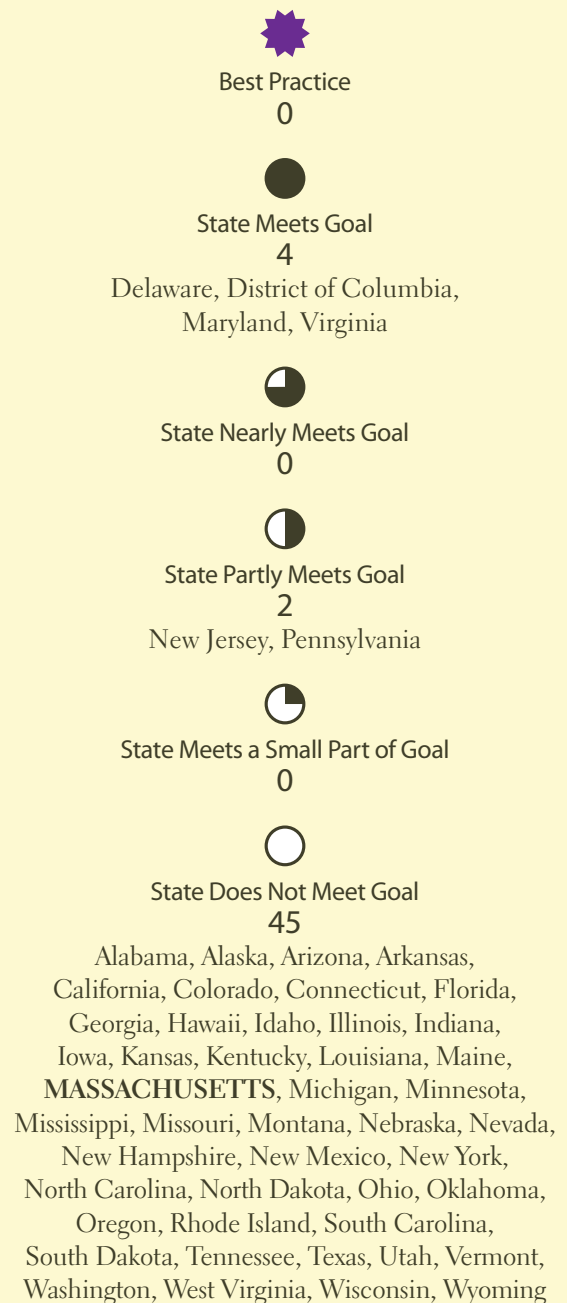 Best Practice
0
State Meets Goal
4
Delaware, District of Columbia,
Maryland, Virginia
State Nearly Meets Goal
0
State Partly Meets Goal
2
New Jersey, Pennsylvania
State Meets a Small Part of Goal
0
State Does Not Meet Goal
45
Alabama, Alaska, Arizona, Arkansas,
California, Colorado, Connecticut, Florida,
Georgia, Hawaii, Idaho, Illinois, Indiana,
Iowa, Kansas, Kentucky, Louisiana, Maine,
MASSACHUSETTS, Michigan, Minnesota,
Mississippi, Missouri, Montana, Nebraska, Nevada,
New Hampshire, New Mexico, New York,
North Carolina, North Dakota, Ohio, Oklahoma,
Oregon, Rhode Island, South Carolina,
South Dakota, Tennessee, Texas, Utah, Vermont,
Washington, West Virginia, Wisconsin, Wyoming